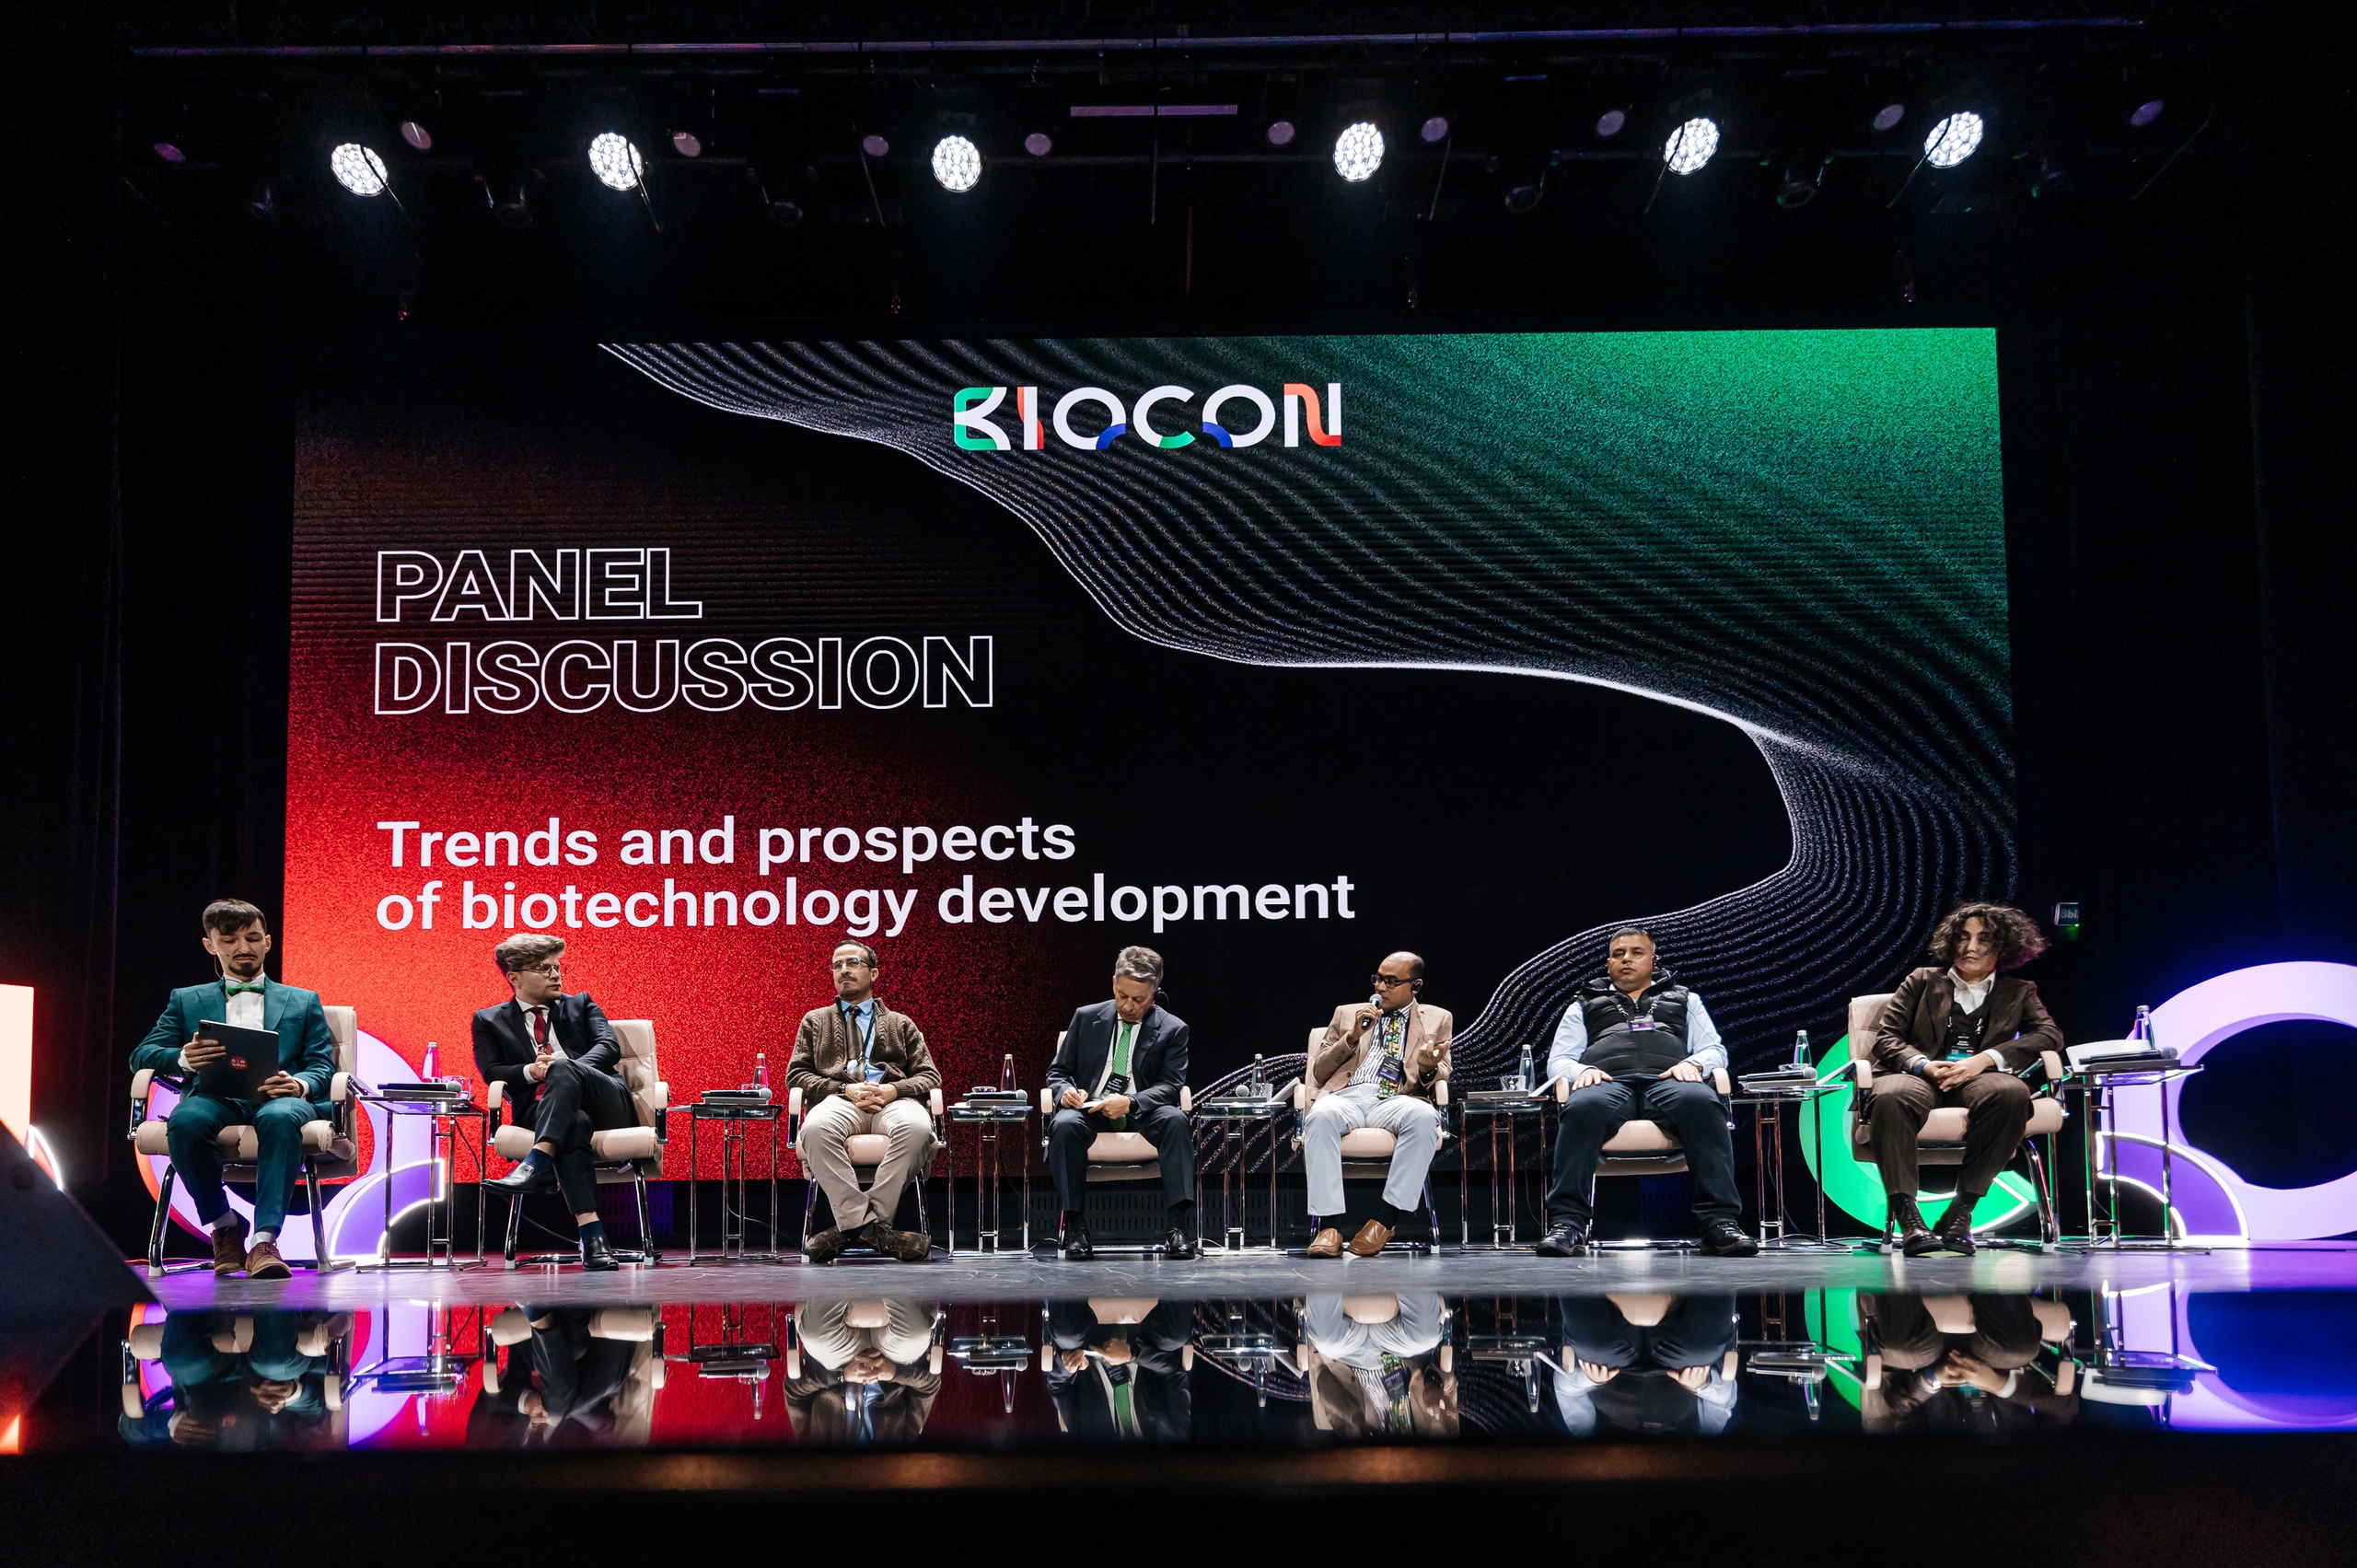 BIOCON
PANEL
DISCUSSION
Trends and prospects
of biotechnology development